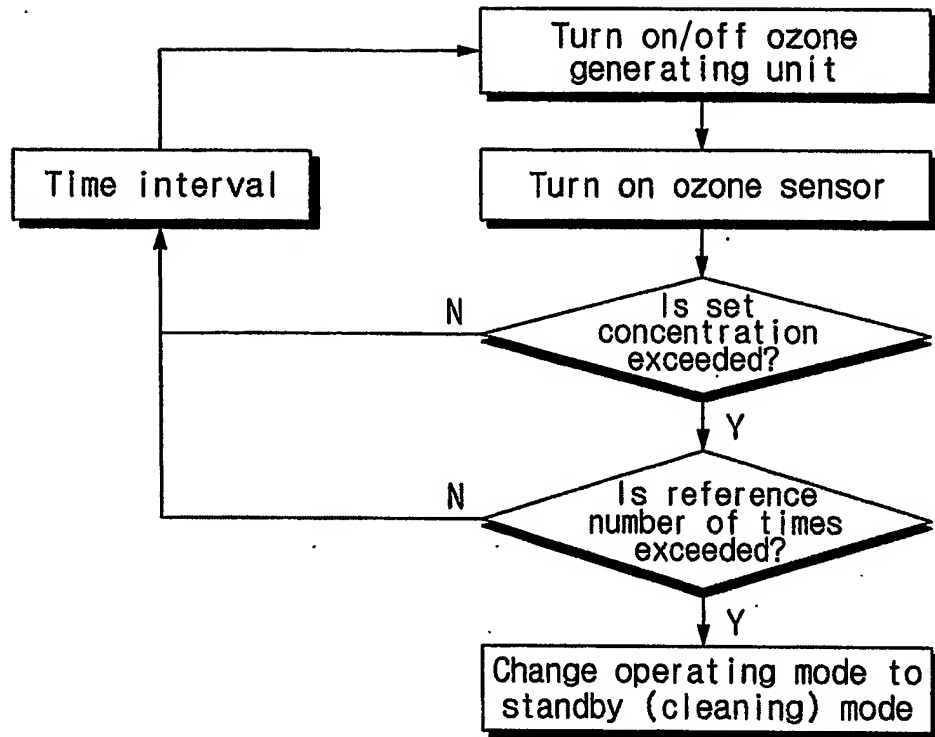 Turn on/off ozone
generating unit
Time interval
Turn on ozone sensor
N
Is set
concentration
exceeded?
Y
N
Is reference
number of times
exceeded?
Y
Change operating mode to
standby (cleaning) mode